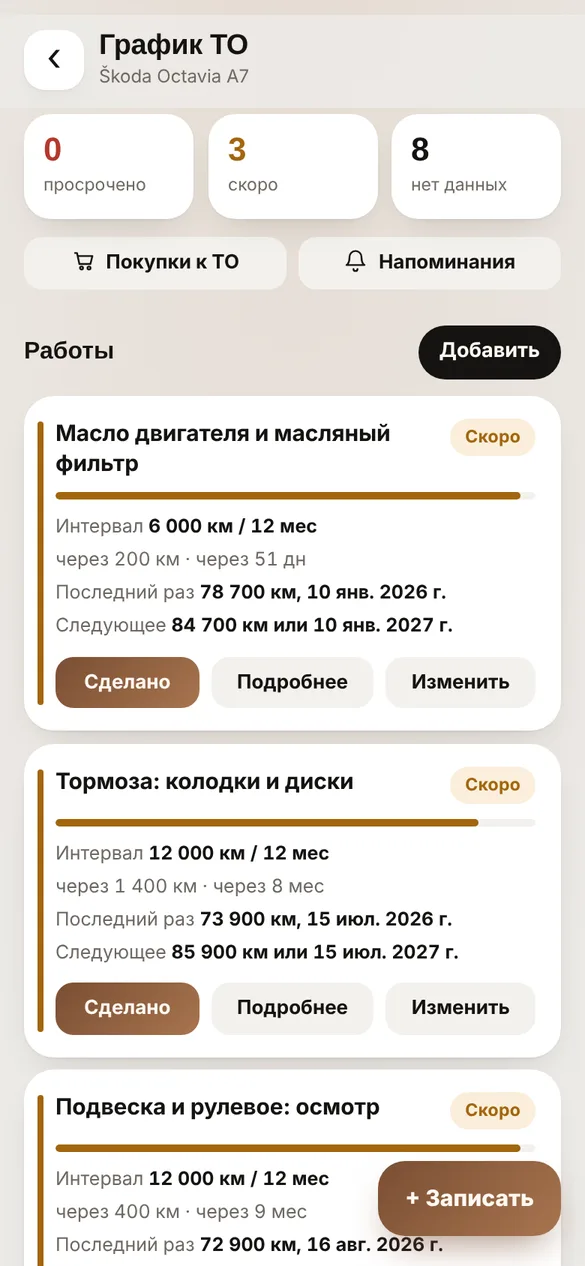 График ТО
Škoda Octavia A7
0
просрочено
3
скоро
8
нет данных
Покупки к ТО
Напоминания
Работы
Добавить
Масло двигателя и масляный
фильтр
Скоро
Интервал 6 000 км / 12 мес
через 200 км · через 51 дн
Последний раз 78 700 км, 10 янв. 2026 г.
Следующее 84 700 км или 10 янв. 2027 г.
Сделано
Подробнее
Изменить
Тормоза: колодки и диски
Скоро
Интервал 12 000 км / 12 мес
через 1 400 км · через 8 мес
Последний раз 73 900 км, 15 июл. 2026 г.
Следующее 85 900 км или 15 июл. 2027 г.
Сделано
Подробнее
Изменить
Подвеска и рулевое: осмотр
Скоро
Интервал 12 000 км / 12 мес
через 400 км · через 9 мес
Последний раз 72 900 км, 16 авг. 2026 г.
+ Записать